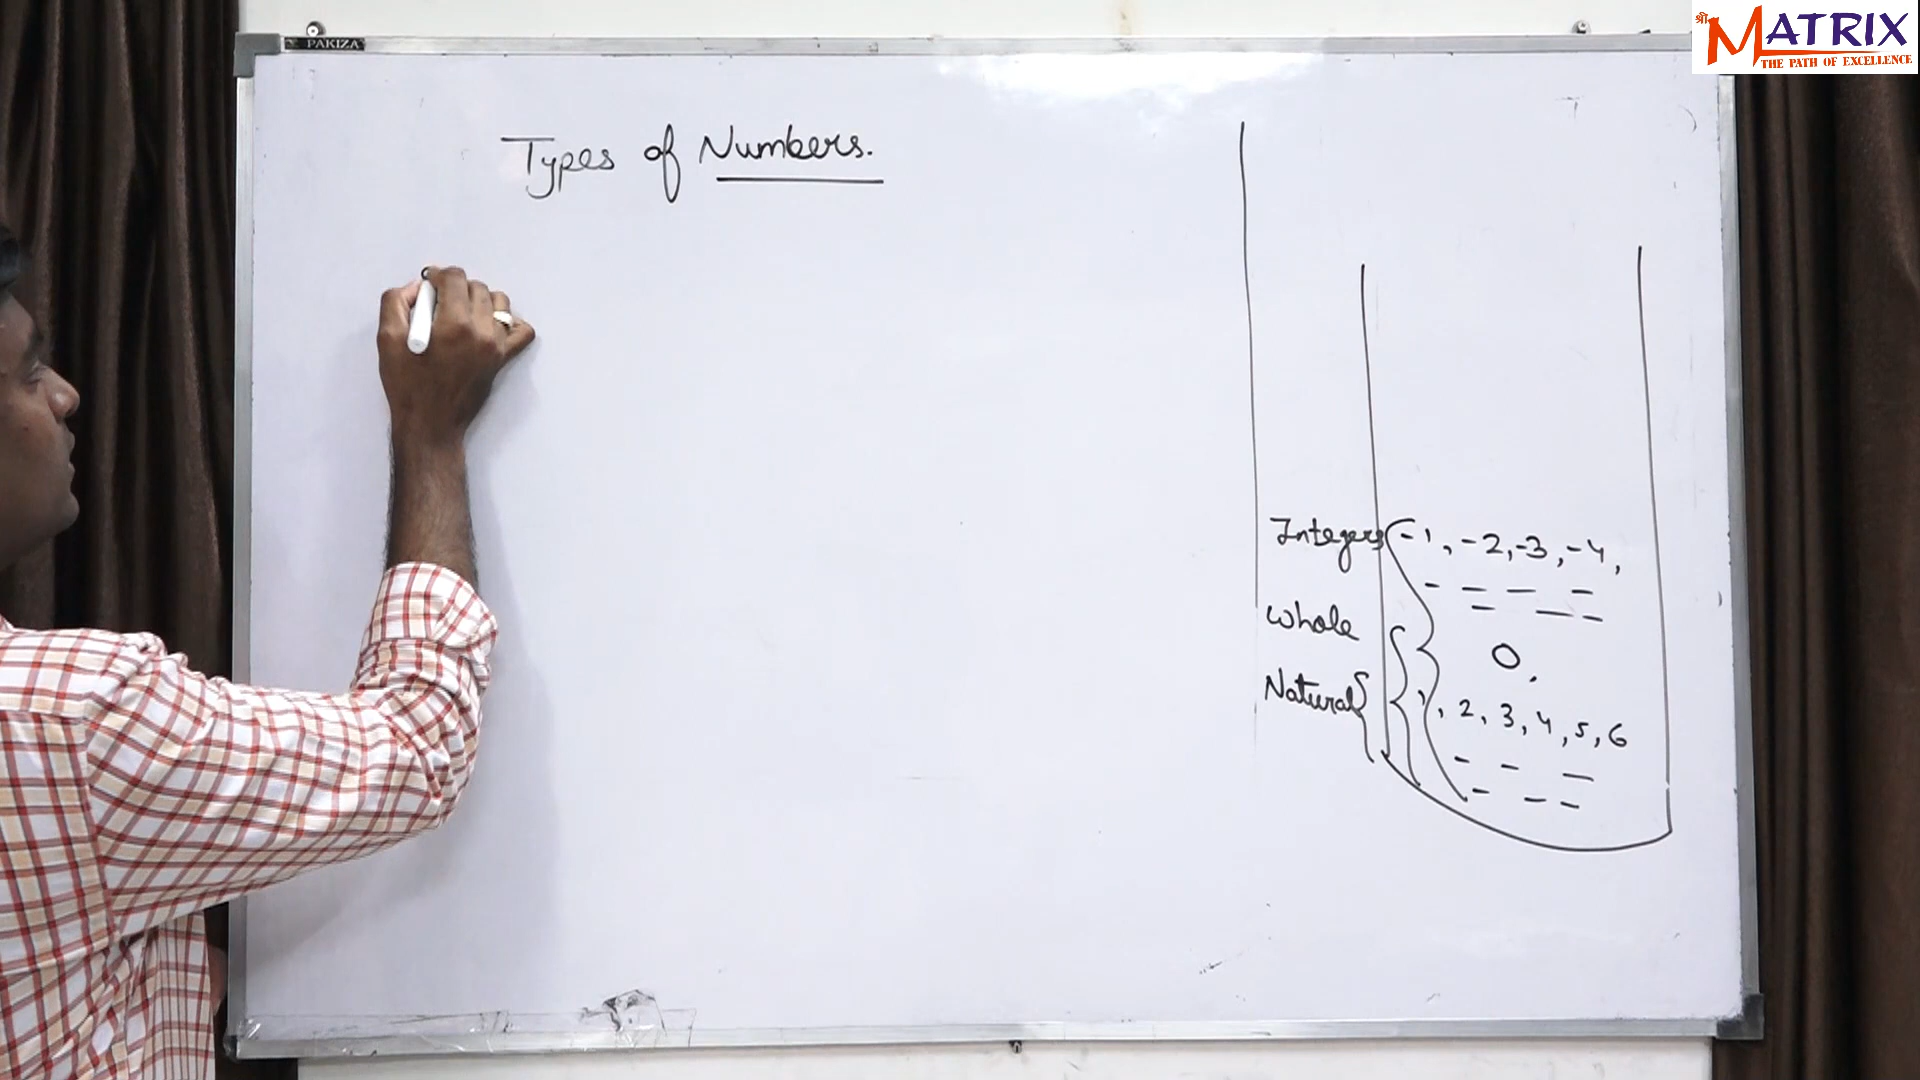 PAKIZA
श्री MATRIX
THE PATH OF EXCELLENCE
Types of Numbers.
Integers -1, -2, -3, -4,
- - - -
- - -
Whole
0,
Natural 1, 2, 3, 4, 5, 6
- - -
- - -